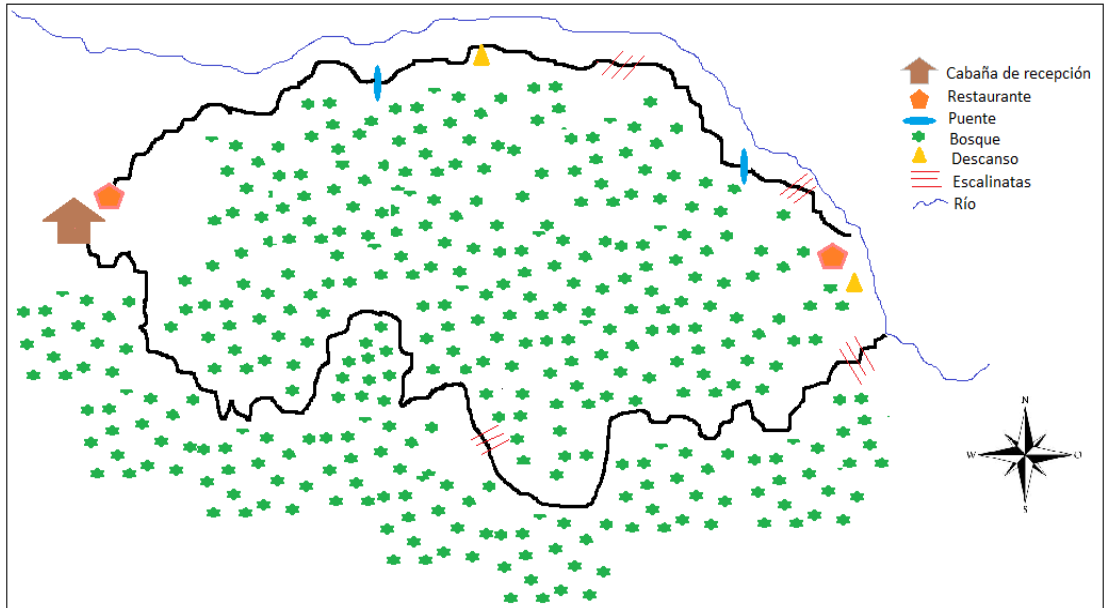 Cabaña de recepción
Restaurante
Puente
Bosque
Descanso
Escalinatas
Río
N
W
O
S